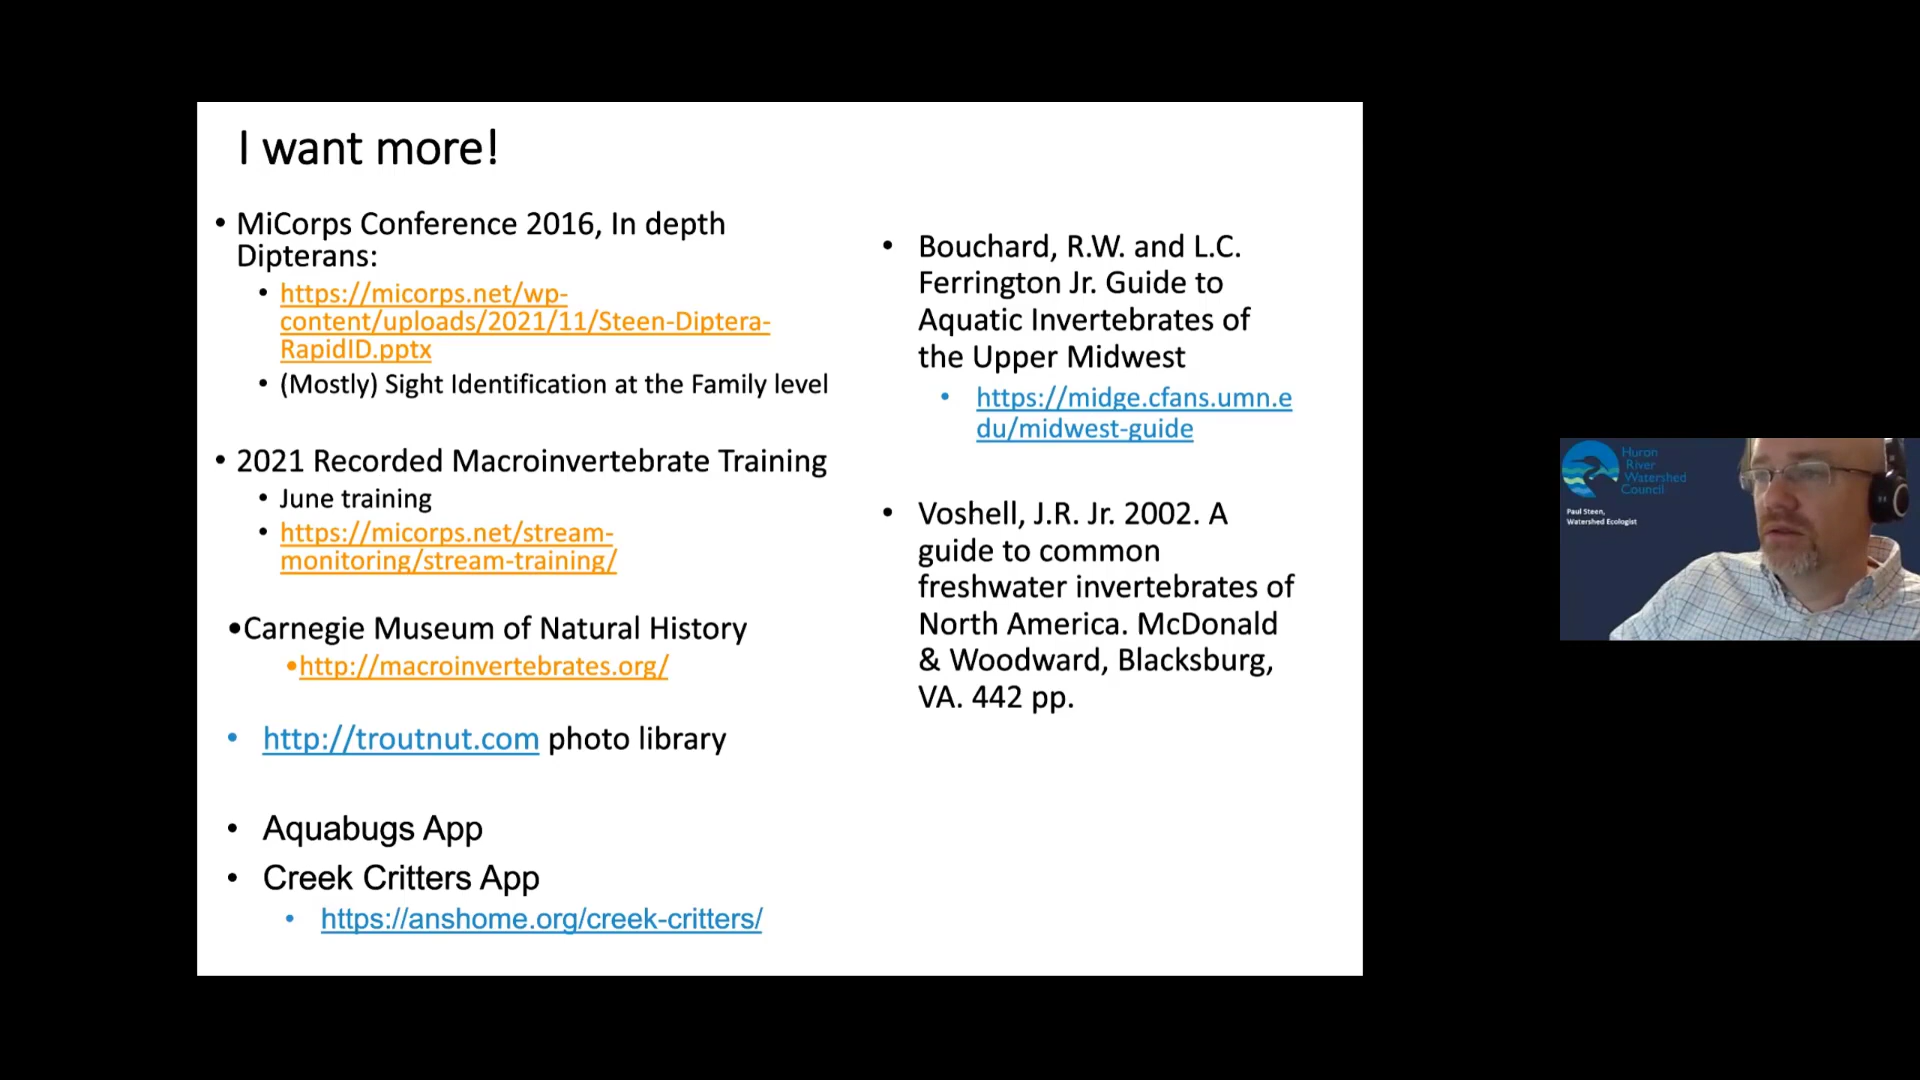 I want more!
• MiCorps Conference 2016, In depth
Dipterans:
• https://micorps.net/wp-
content/uploads/2021/11/Steen-Diptera-
RapidID.pptx
• (Mostly) Sight Identification at the Family level
• 2021 Recorded Macroinvertebrate Training
• June training
• https://micorps.net/stream-
monitoring/stream-training/
•Carnegie Museum of Natural History
•http://macroinvertebrates.org/
• http://troutnut.com photo library
• Aquabugs App
• Creek Critters App
• https://anshome.org/creek-critters/
• Bouchard, R.W. and L.C.
Ferrington Jr. Guide to
Aquatic Invertebrates of
the Upper Midwest
• https://midge.cfans.umn.e
du/midwest-guide
• Voshell, J.R. Jr. 2002. A
guide to common
freshwater invertebrates of
North America. McDonald
& Woodward, Blacksburg,
VA. 442 pp.
Huron
River
Watershed
Council
Paul Steen,
Watershed Ecologist